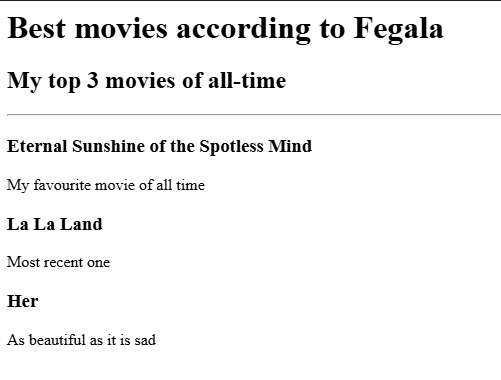 Best movies according to Fegala
My top 3 movies of all-time
Eternal Sunshine of the Spotless Mind
My favourite movie of all time
La La Land
Most recent one
Her
As beautiful as it is sad